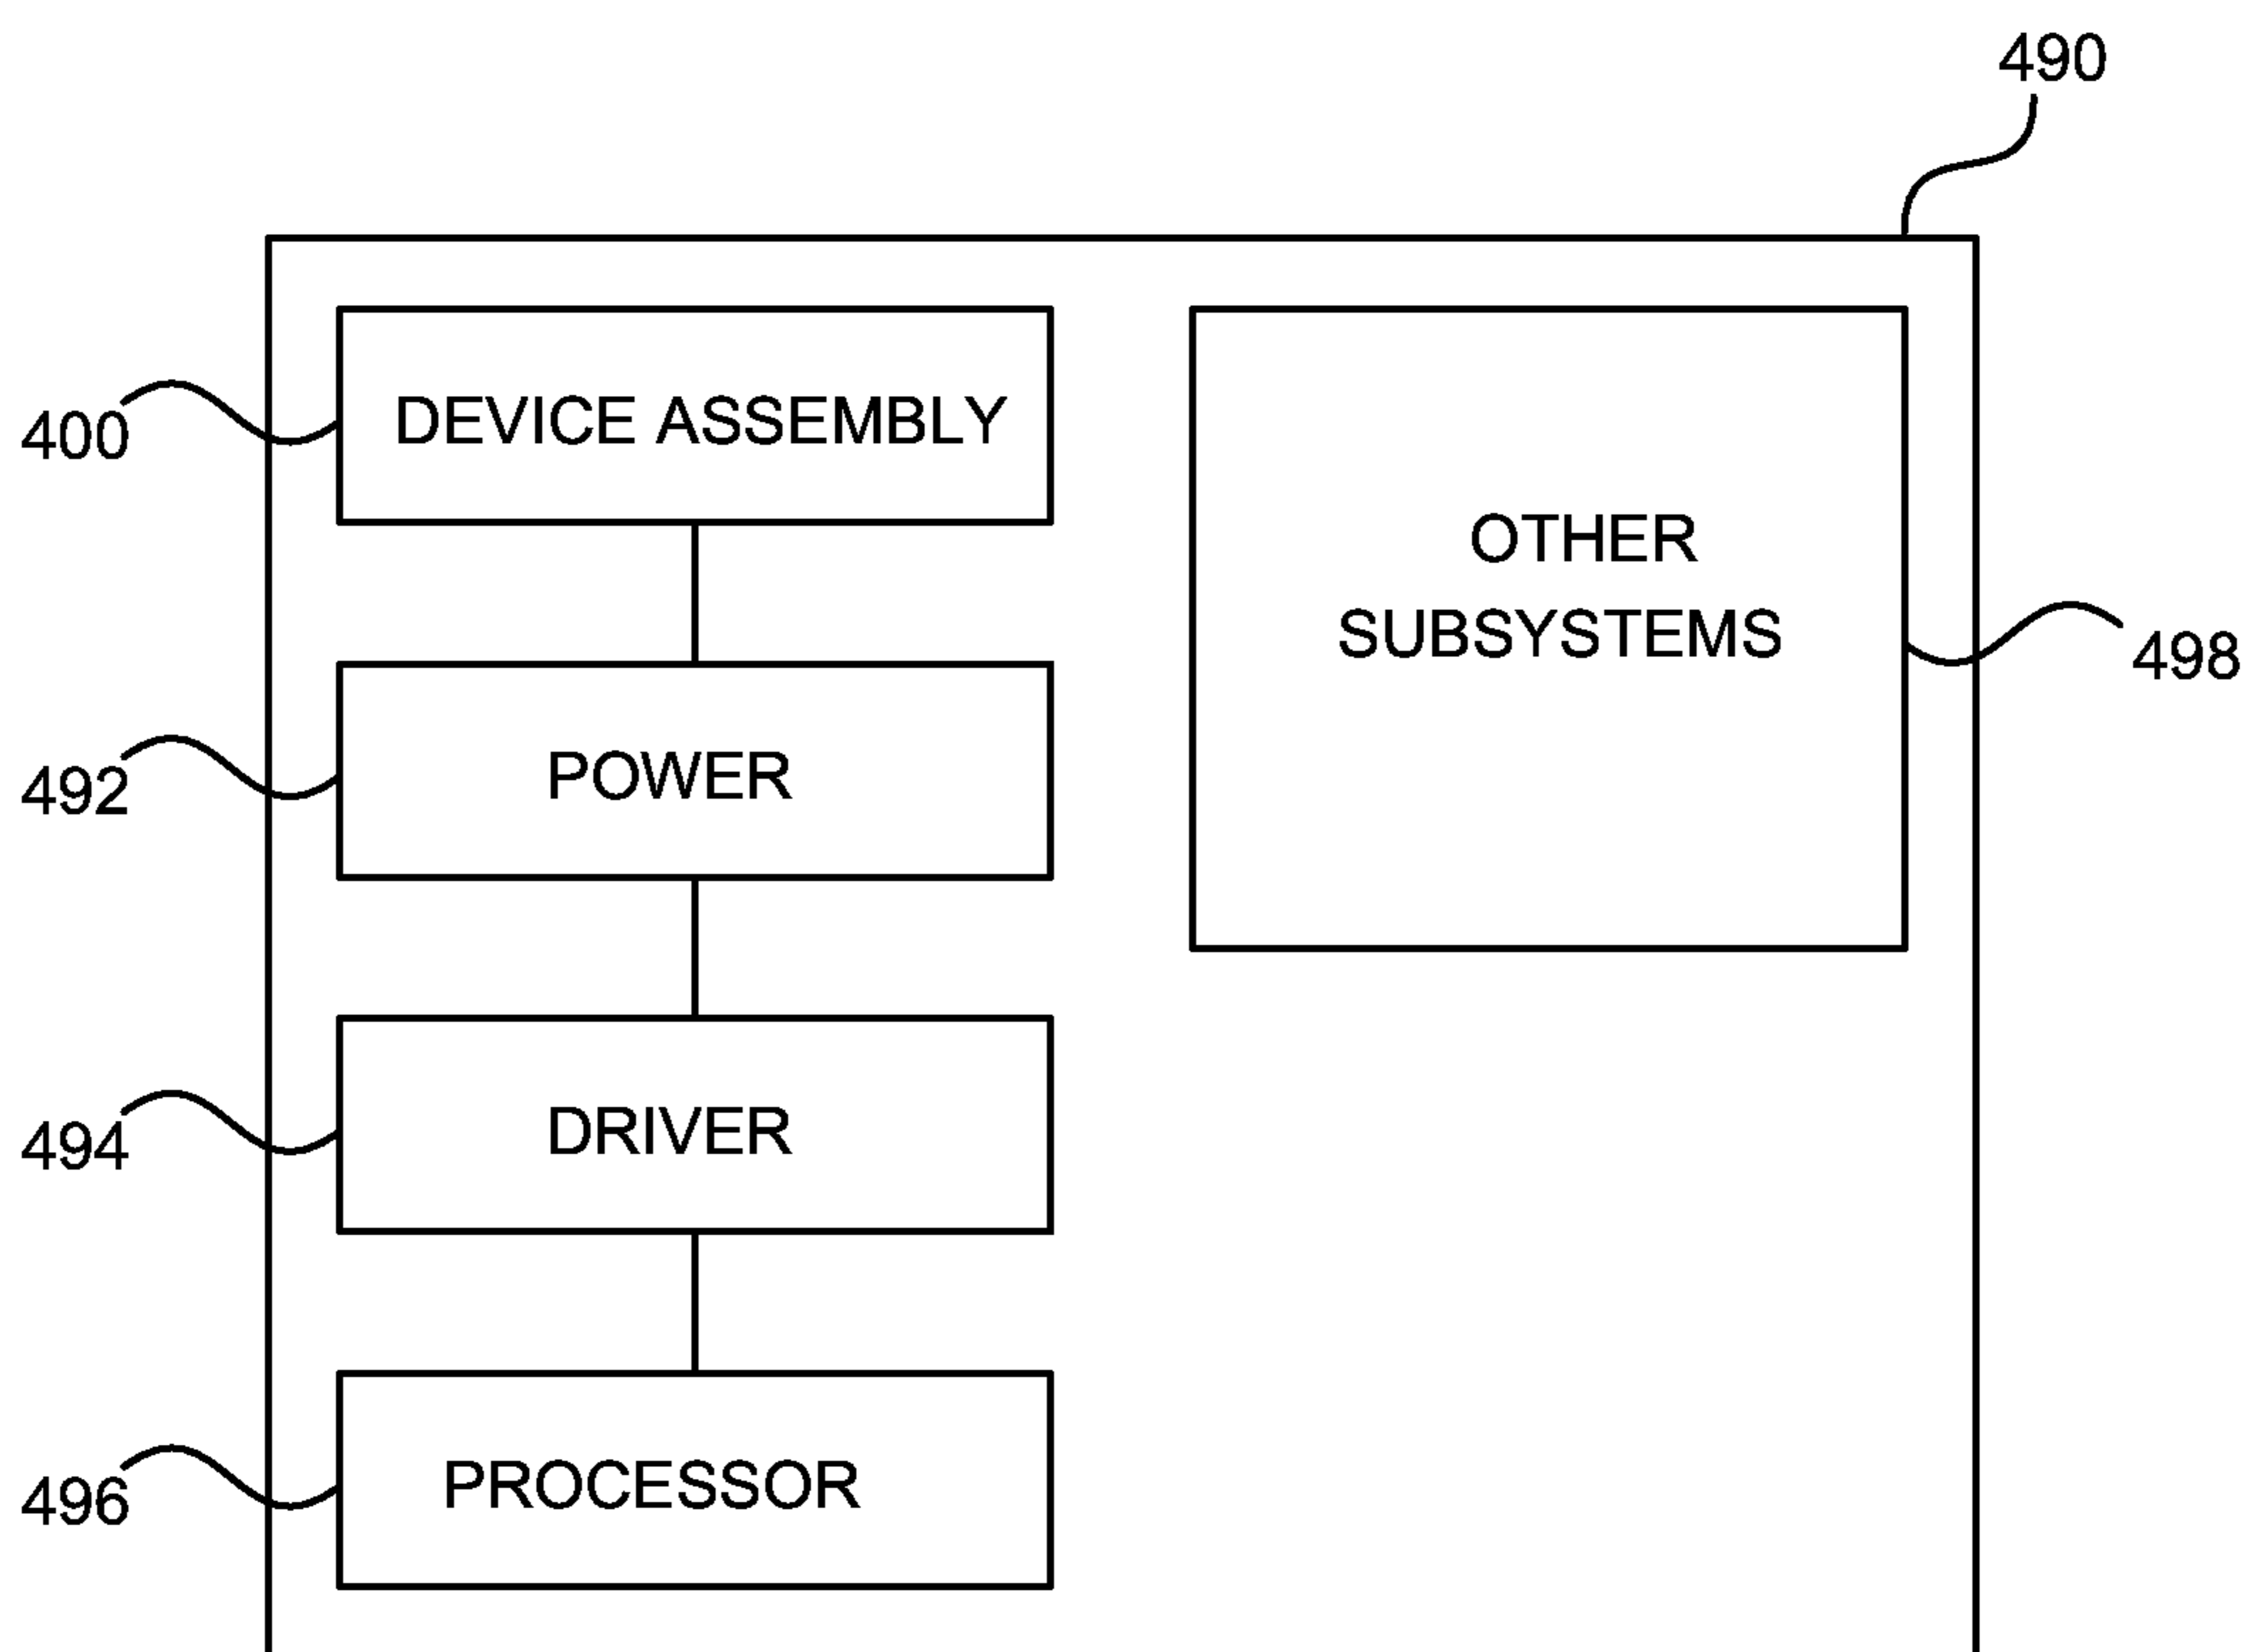 490
400
DEVICE ASSEMBLY
OTHER
SUBSYSTEMS
498
492
POWER
494
DRIVER
496
PROCESSOR